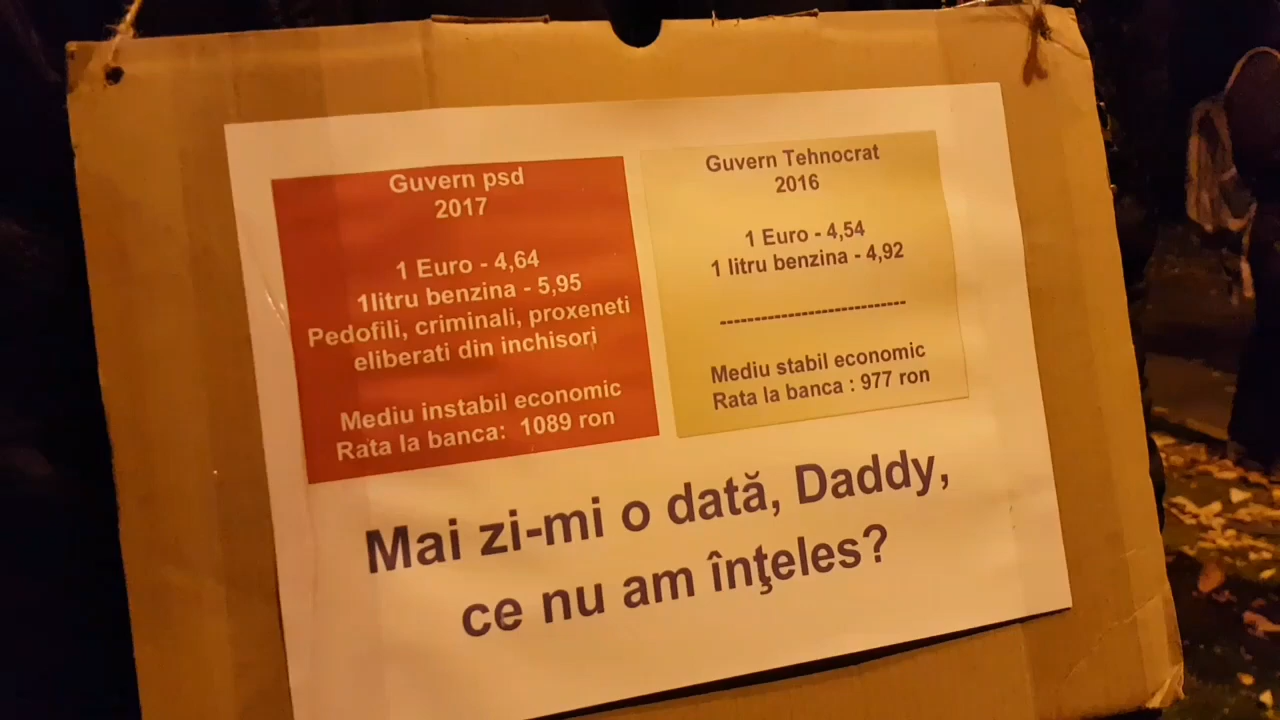 Guvern psd
2017
1 Euro - 4,64
1litru benzina - 5,95
Pedofili, criminali, proxeneti
eliberati din inchisori
Mediu instabil economic
Rata la banca: 1089 ron
Guvern Tehnocrat
2016
1 Euro - 4,54
1 litru benzina - 4,92
----------------------------
Mediu stabil economic
Rata la banca : 977 ron
Mai zi-mi o dată, Daddy,
ce nu am înţeles?